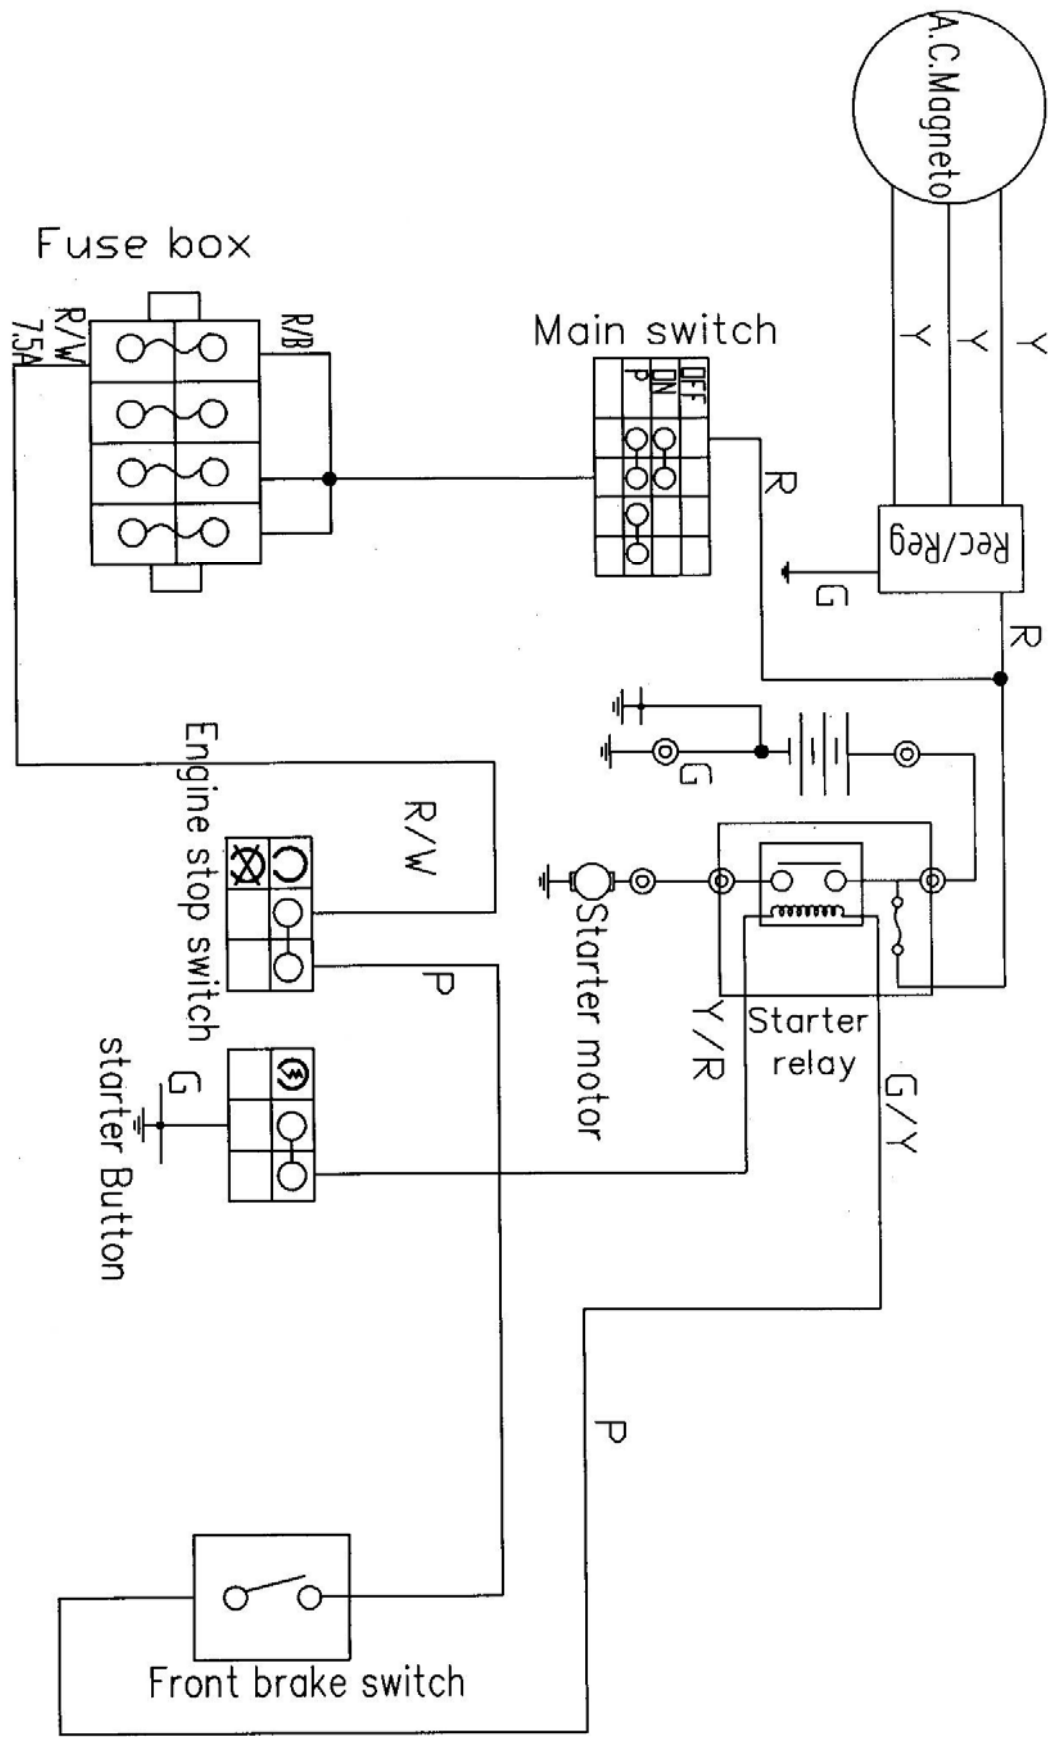 A.C.Magneto
Y
Y
Y
Fuse box
R/W
7.5A
R/B
Main switch
OFF
ON
P
R
Rec/Reg
G
R
G
Engine stop switch
R/W
P
Starter motor
Starter
relay
Y/R
G/Y
starter Button
G
P
Front brake switch